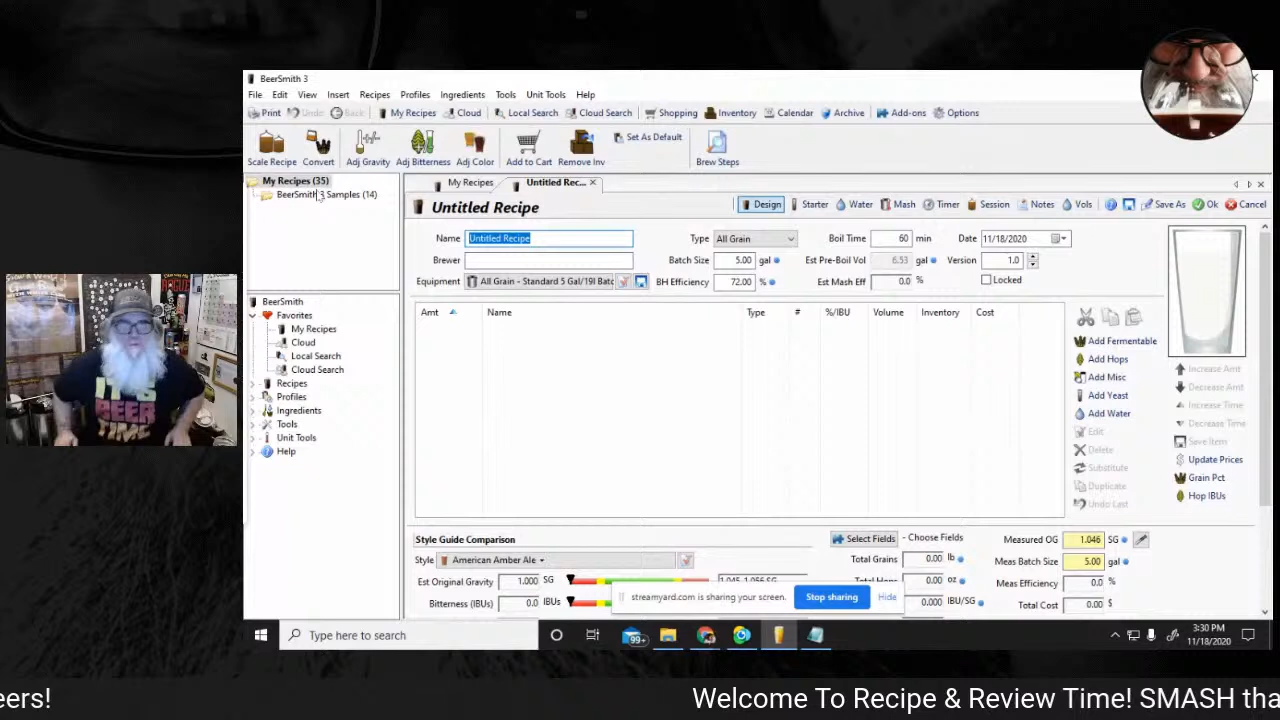 BeerSmith 3
File Edit View Insert Recipes Profiles Ingredients Tools Unit Tools Help
Print Undo Back My Recipes Cloud Local Search Cloud Search Shopping Inventory Calendar Archive Add-ons Options
Scale Recipe Convert Adj Gravity Adj Bitterness Adj Color Add to Cart Remove Inv Set As Default Brew Steps
My Recipes (35)
BeerSmith 3 Samples (14)
My Recipes Untitled Rec...
Untitled Recipe
Design Starter Water Mash Timer Session Notes Vols Save As Ok Cancel
Name Untitled Recipe Type All Grain Boil Time 60 min Date 11/18/2020
Brewer Batch Size 5.00 gal Est Pre-Boil Vol 6.53 gal Version 1.0
Equipment All Grain - Standard 5 Gal/19l Batc BH Efficiency 72.00 % Est Mash Eff 0.0 % Locked
BeerSmith
Favorites
My Recipes
Cloud
Local Search
Cloud Search
Recipes
Profiles
Ingredients
Tools
Unit Tools
Help
Amt Name Type # %/IBU Volume Inventory Cost
Add Fermentable
Add Hops
Add Misc
Add Yeast
Add Water
Edit
Delete
Substitute
Duplicate
Undo Last
Increase Amt
Decrease Amt
Increase Time
Decrease Time
Save Item
Update Prices
Grain Pct
Hop IBUs
IT'S
BEER
TIME
Style Guide Comparison Select Fields - Choose Fields Measured OG 1.046 SG
Style American Amber Ale Total Grains 0.00 lb Meas Batch Size 5.00 gal
Est Original Gravity 1.000 SG 0.00 oz Meas Efficiency 0.0 %
Bitterness (IBUs) 0.0 IBUs 0.000 IBU/SG Total Cost 0.00 $
streamyard.com is sharing your screen. Stop sharing Hide
Type here to search 99+ 3:30 PM
11/18/2020
eers! Welcome To Recipe & Review Time! SMASH tha